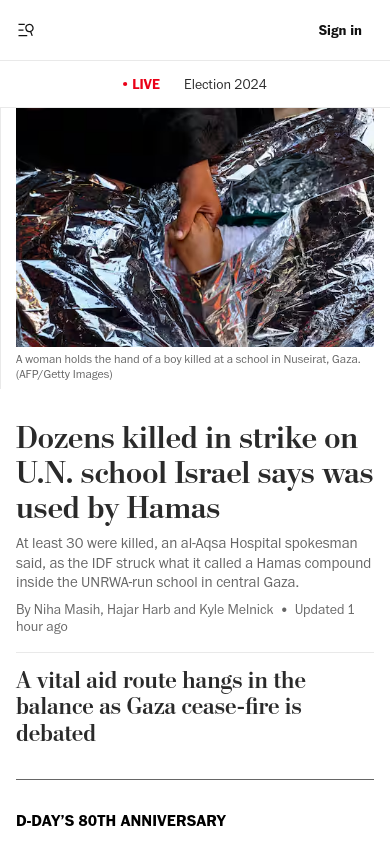 Sign in
• LIVE Election 2024
A woman holds the hand of a boy killed at a school in Nuseirat, Gaza.
(AFP/Getty Images)
Dozens killed in strike on
U.N. school Israel says was
used by Hamas
At least 30 were killed, an al-Aqsa Hospital spokesman
said, as the IDF struck what it called a Hamas compound
inside the UNRWA-run school in central Gaza.
By Niha Masih, Hajar Harb and Kyle Melnick • Updated 1
hour ago
A vital aid route hangs in the
balance as Gaza cease-fire is
debated
D-DAY’S 80TH ANNIVERSARY